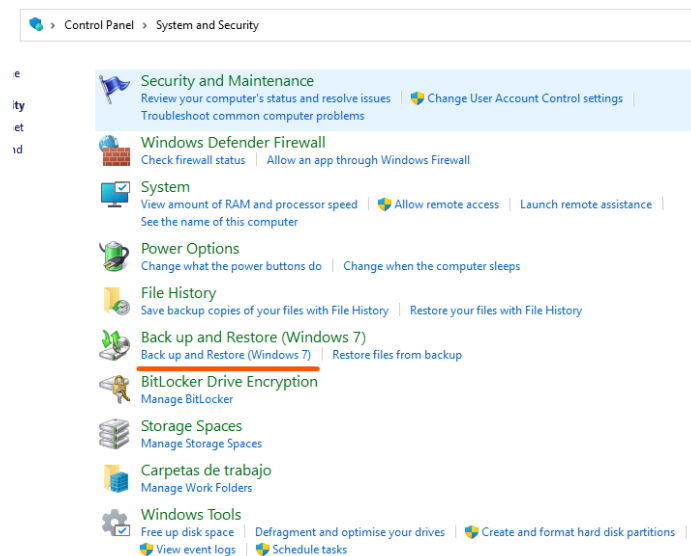 Control Panel > System and Security
Security and Maintenance
Review your computer's status and resolve issues
Change User Account Control settings
Troubleshoot common computer problems
Windows Defender Firewall
Check firewall status
Allow an app through Windows Firewall
System
View amount of RAM and processor speed
Allow remote access
Launch remote assistance
See the name of this computer
Power Options
Change what the power buttons do
Change when the computer sleeps
File History
Save backup copies of your files with File History
Restore your files with File History
Back up and Restore (Windows 7)
Back up and Restore (Windows 7)
Restore files from backup
BitLocker Drive Encryption
Manage BitLocker
Storage Spaces
Manage Storage Spaces
Carpetas de trabajo
Manage Work Folders
Windows Tools
Free up disk space
Defragment and optimise your drives
Create and format hard disk partitions
View event logs
Schedule tasks